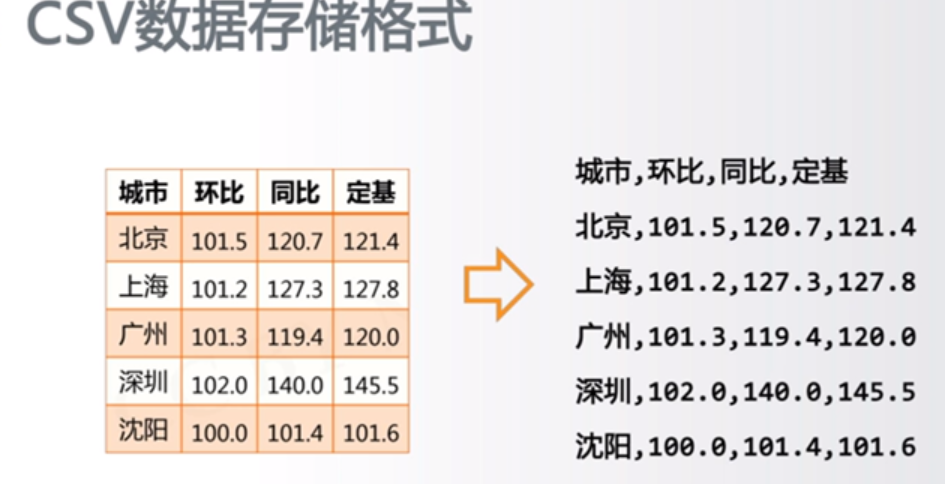 CSV数据存储格式
城市 环比 同比 定基
北京 101.5 120.7 121.4
上海 101.2 127.3 127.8
广州 101.3 119.4 120.0
深圳 102.0 140.0 145.5
沈阳 100.0 101.4 101.6
城市,环比,同比,定基
北京,101.5,120.7,121.4
上海,101.2,127.3,127.8
广州,101.3,119.4,120.0
深圳,102.0,140.0,145.5
沈阳,100.0,101.4,101.6